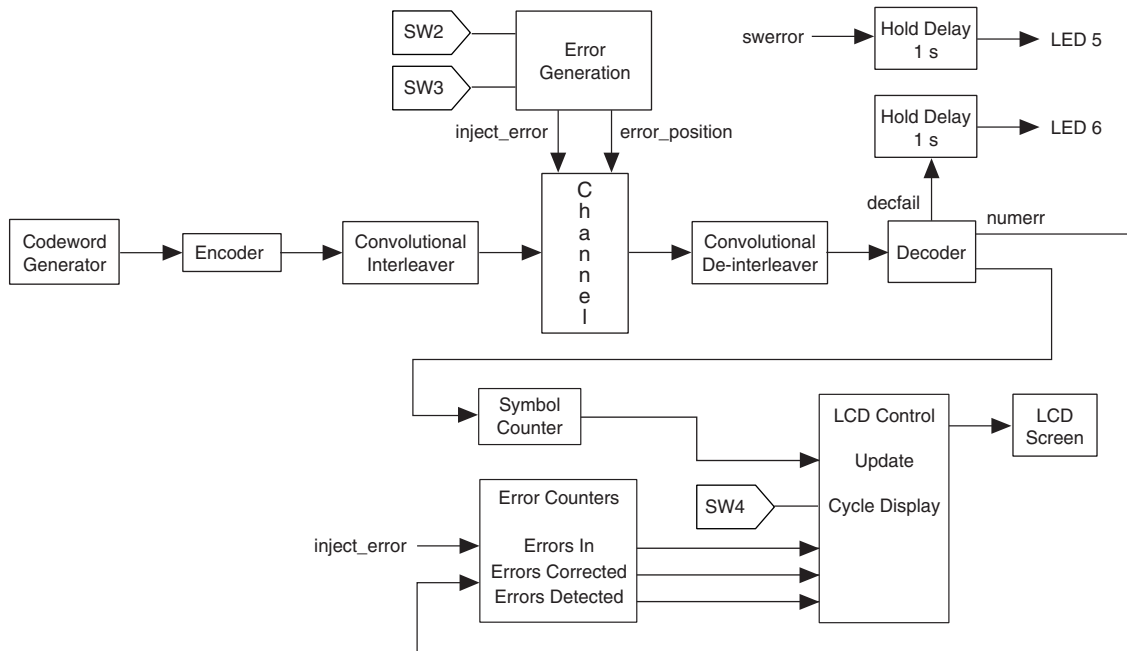 SW2
SW3
Error
Generation
swerror
Hold Delay
1 s
LED 5
inject_error
error_position
Hold Delay
1 s
LED 6
decfail
numerr
Codeword
Generator
Encoder
Convolutional
Interleaver
Channel
Convolutional
De-interleaver
Decoder
Symbol
Counter
LCD Control
Update
Cycle Display
LCD
Screen
SW4
Error Counters
inject_error
Errors In
Errors Corrected
Errors Detected